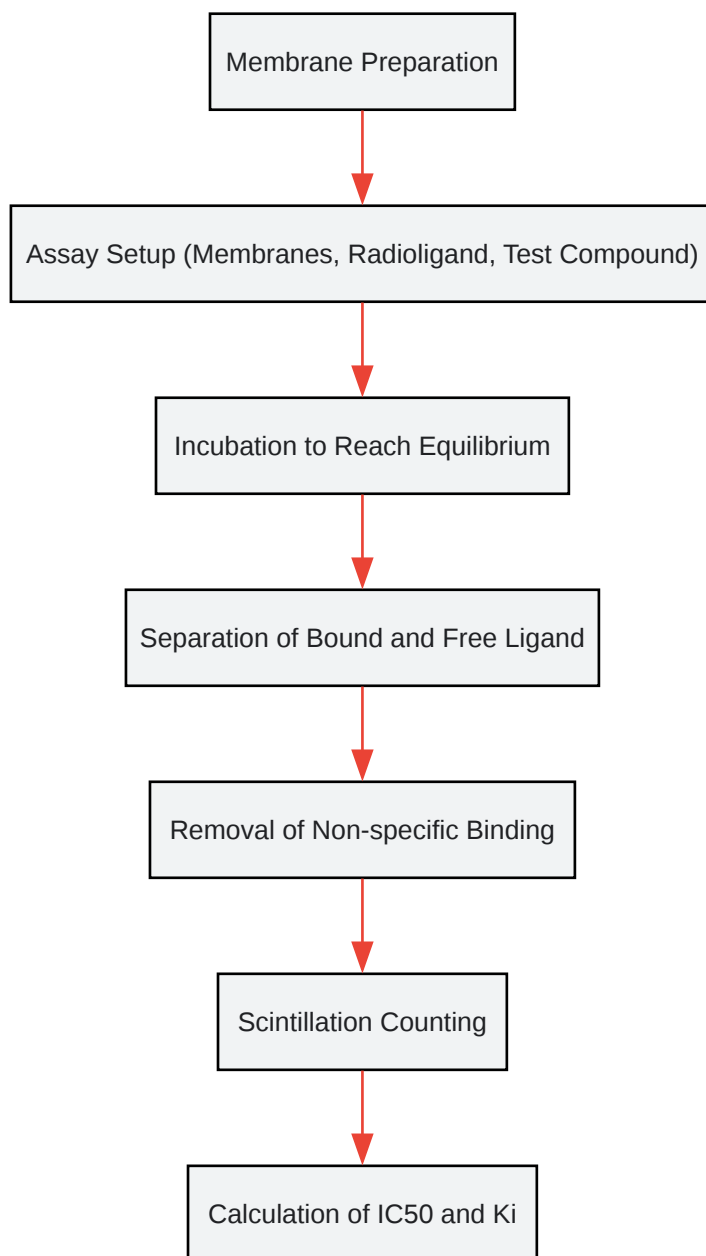 Membrane Preparation
Assay Setup (Membranes, Radioligand, Test Compound)
Incubation to Reach Equilibrium
Separation of Bound and Free Ligand
Removal of Non-specific Binding
Scintillation Counting
Calculation of IC50 and Ki